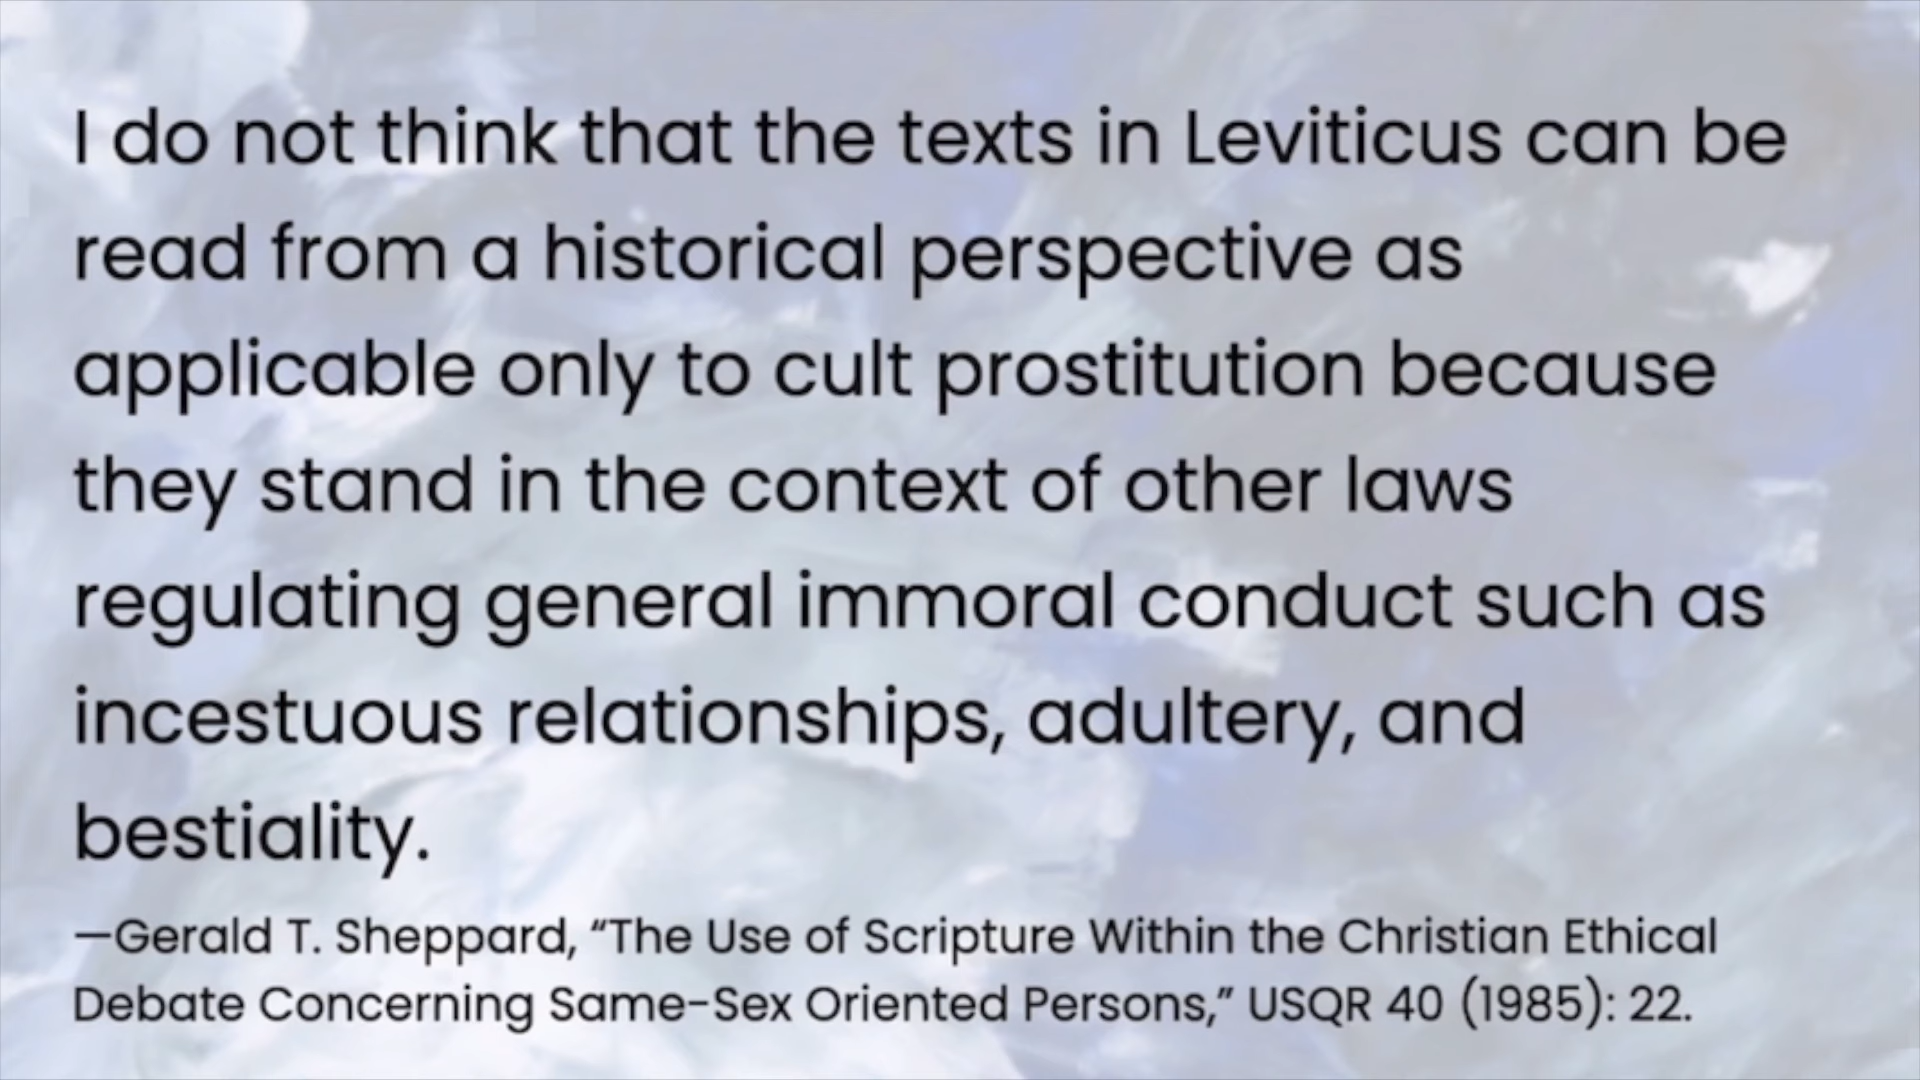 I do not think that the texts in Leviticus can be
read from a historical perspective as
applicable only to cult prostitution because
they stand in the context of other laws
regulating general immoral conduct such as
incestuous relationships, adultery, and
bestiality.
—Gerald T. Sheppard, “The Use of Scripture Within the Christian Ethical
Debate Concerning Same-Sex Oriented Persons,” USQR 40 (1985): 22.